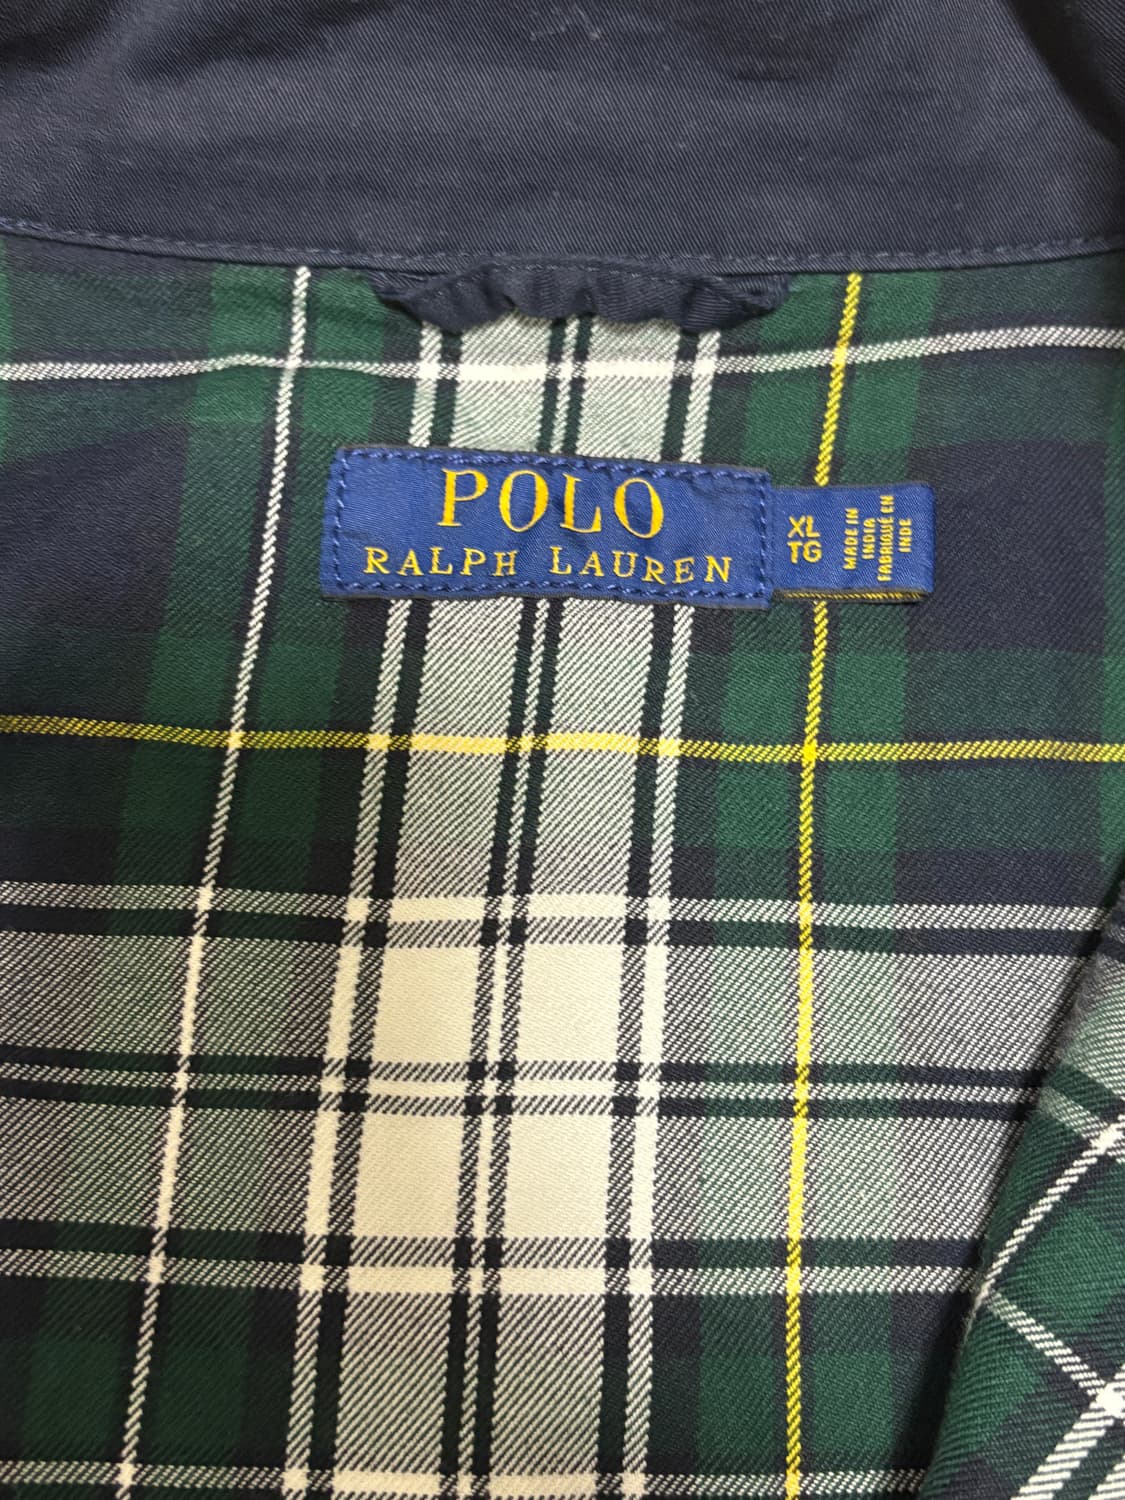 POLO
RALPH LAUREN
XL
TG
MADE IN
INDIA
FABRIQUÉ EN
INDE